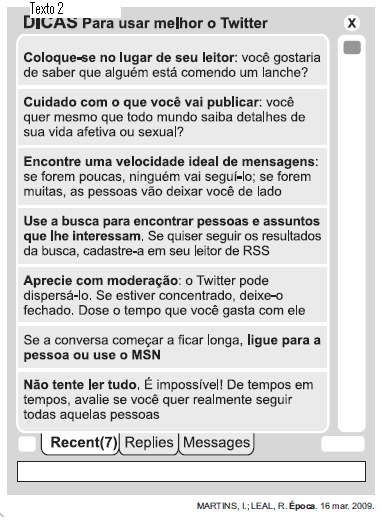 Texto 2
DICAS Para usar melhor o Twitter
X
Coloque-se no lugar de seu leitor: você gostaria
de saber que alguém está comendo um lanche?
Cuidado com o que você vai publicar: você
quer mesmo que todo mundo saiba detalhes de
sua vida afetiva ou sexual?
Encontre uma velocidade ideal de mensagens:
se forem poucas, ninguém vai seguí-lo; se forem
muitas, as pessoas vão deixar você de lado
Use a busca para encontrar pessoas e assuntos
que lhe interessam. Se quiser seguir os resultados
da busca, cadastre-a em seu leitor de RSS
Aprecie com moderação: o Twitter pode
dispersá-lo. Se estiver concentrado, deixe-o
fechado. Dose o tempo que você gasta com ele
Se a conversa começar a ficar longa, ligue para a
pessoa ou use o MSN
Não tente ler tudo. É impossível! De tempos em
tempos, avalie se você quer realmente seguir
todas aquelas pessoas
Recent(7) Replies Messages
MARTINS, I.; LEAL, R. Época. 16 mar. 2009.